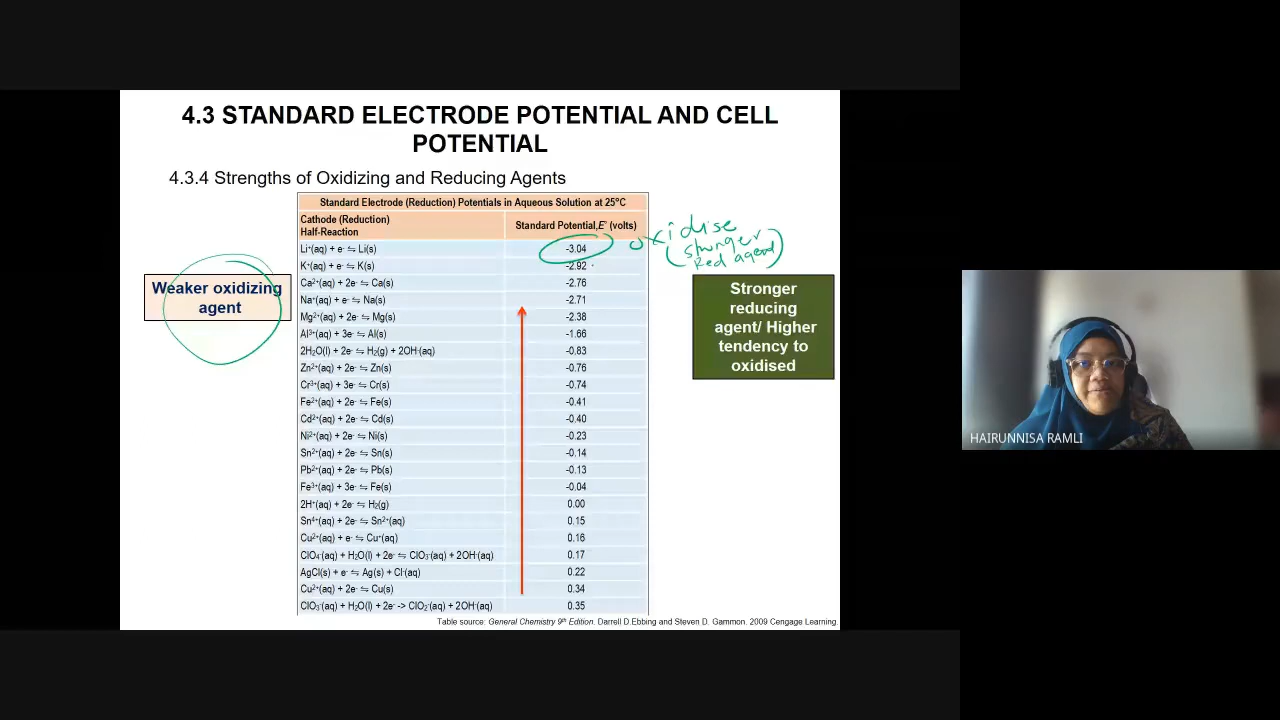 4.3 STANDARD ELECTRODE POTENTIAL AND CELL
POTENTIAL
4.3.4 Strengths of Oxidizing and Reducing Agents
Standard Electrode (Reduction) Potentials in Aqueous Solution at 25°C
Cathode (Reduction)
Half-Reaction
Standard Potential,E° (volts)
Li⁺(aq) + e⁻ ⇋ Li(s) -3.04
K⁺(aq) + e⁻ ⇋ K(s) -2.92
Ca²⁺(aq) + 2e⁻ ⇋ Ca(s) -2.76
Na⁺(aq) + e⁻ ⇋ Na(s) -2.71
Mg²⁺(aq) + 2e⁻ ⇋ Mg(s) -2.38
Al³⁺(aq) + 3e⁻ ⇋ Al(s) -1.66
2H₂O(l) + 2e⁻ ⇋ H₂(g) + 2OH⁻(aq) -0.83
Zn²⁺(aq) + 2e⁻ ⇋ Zn(s) -0.76
Cr³⁺(aq) + 3e⁻ ⇋ Cr(s) -0.74
Fe²⁺(aq) + 2e⁻ ⇋ Fe(s) -0.41
Cd²⁺(aq) + 2e⁻ ⇋ Cd(s) -0.40
Ni²⁺(aq) + 2e⁻ ⇋ Ni(s) -0.23
Sn²⁺(aq) + 2e⁻ ⇋ Sn(s) -0.14
Pb²⁺(aq) + 2e⁻ ⇋ Pb(s) -0.13
Fe³⁺(aq) + 3e⁻ ⇋ Fe(s) -0.04
2H⁺(aq) + 2e⁻ ⇋ H₂(g) 0.00
Sn⁴⁺(aq) + 2e⁻ ⇋ Sn²⁺(aq) 0.15
Cu²⁺(aq) + e⁻ ⇋ Cu⁺(aq) 0.16
ClO₄⁻(aq) + H₂O(l) + 2e⁻ ⇋ ClO₃⁻(aq) + 2OH⁻(aq) 0.17
AgCl(s) + e⁻ ⇋ Ag(s) + Cl⁻(aq) 0.22
Cu²⁺(aq) + 2e⁻ ⇋ Cu(s) 0.34
ClO₃⁻(aq) + H₂O(l) + 2e⁻ -> ClO₂⁻(aq) + 2OH⁻(aq) 0.35
Weaker oxidizing
agent
oxidise
(stronger
Red agent)
Stronger
reducing
agent/ Higher
tendency to
oxidised
Table source: General Chemistry 9th Edition. Darrell D.Ebbing and Steven D. Gammon. 2009 Cengage Learning.
HAIRUNNISA RAMLI